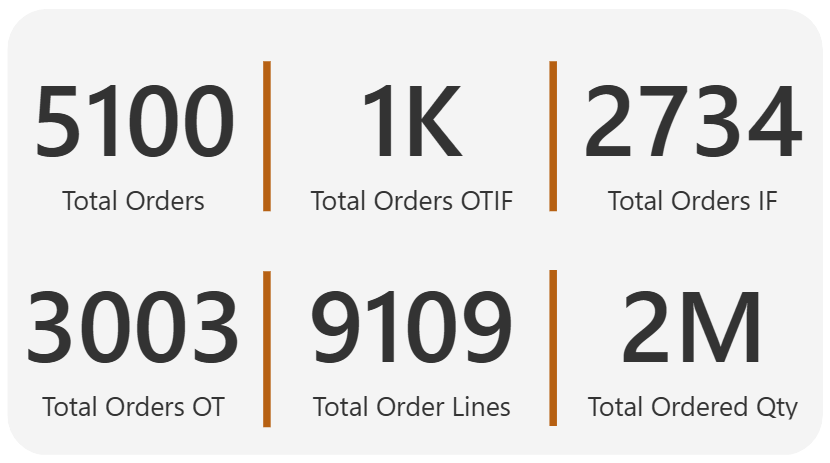 5100
1K
2734
Total Orders
Total Orders OTIF
Total Orders IF
3003
9109
2M
Total Orders OT
Total Order Lines
Total Ordered Qty